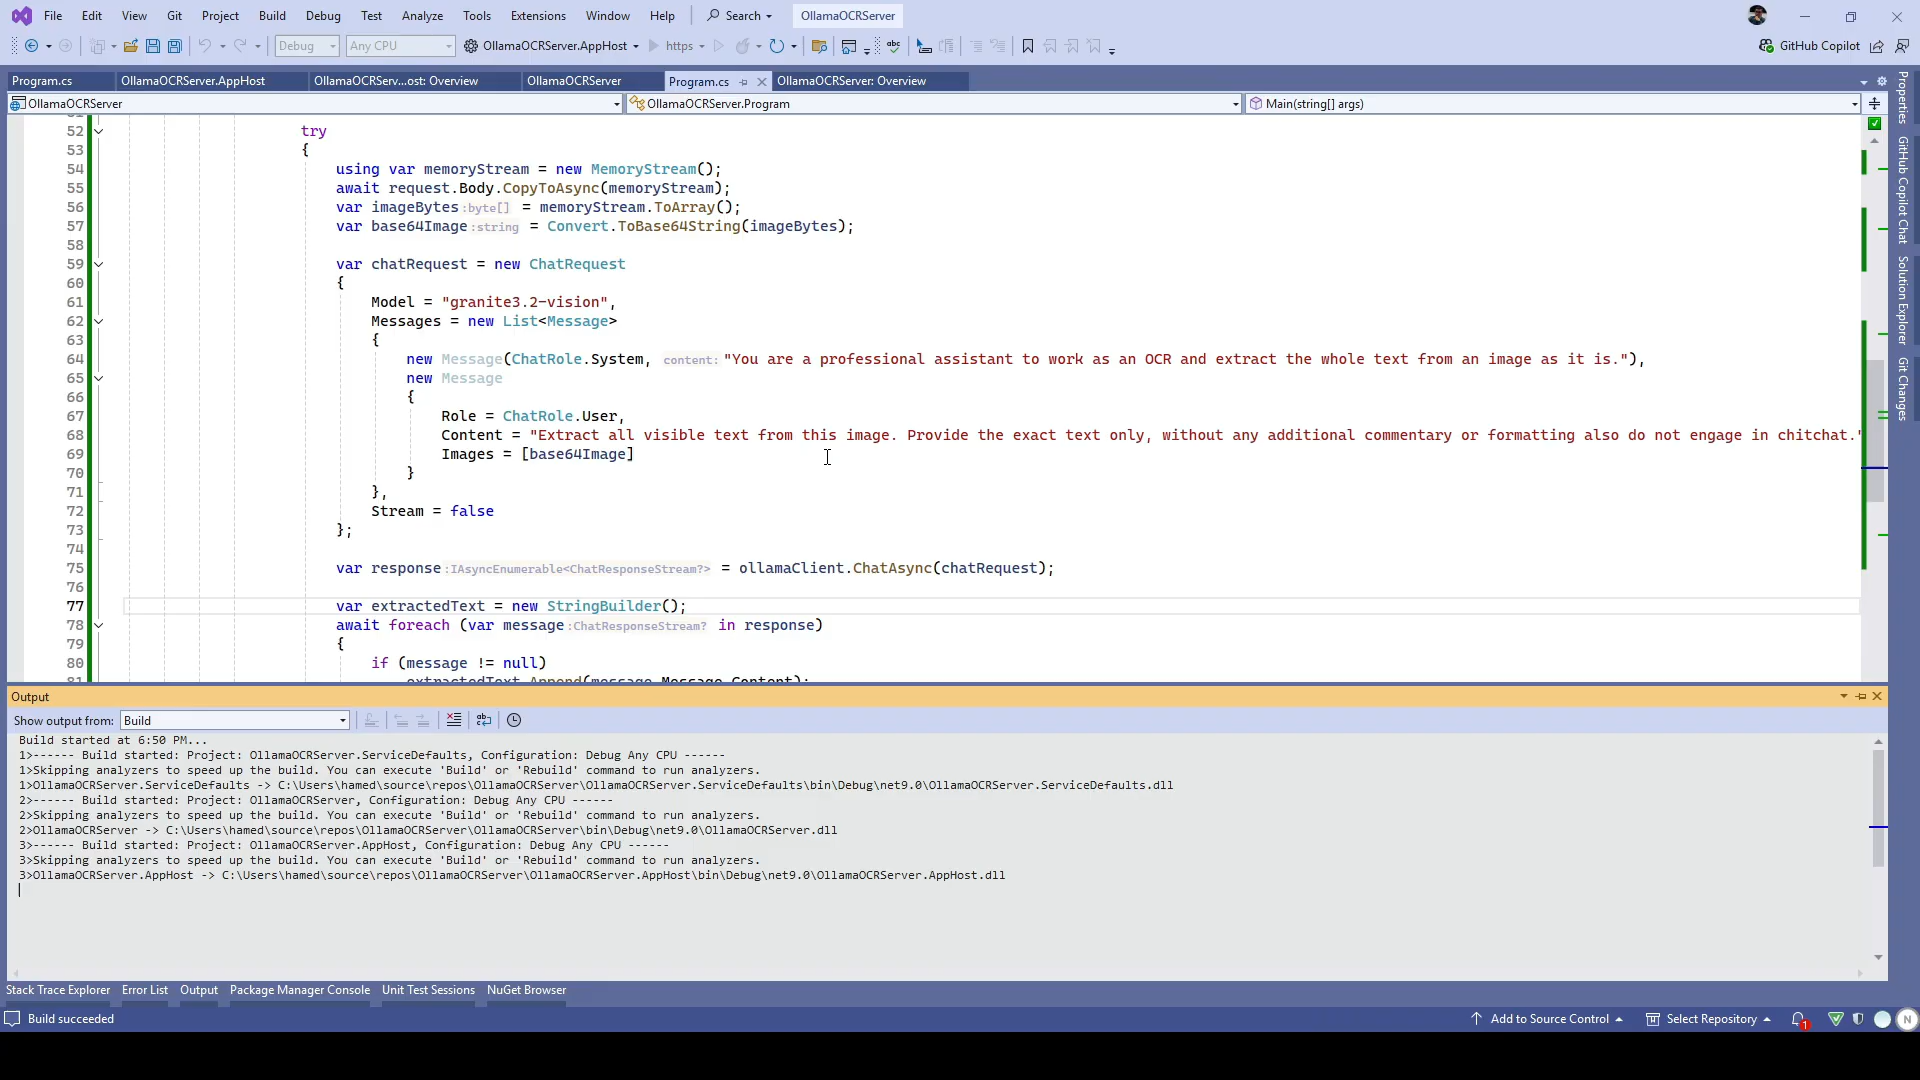 File Edit View Git Project Build Debug Test Analyze Tools Extensions Window Help Search OllamaOCRServer
Debug Any CPU OllamaOCRServer.AppHost https GitHub Copilot
Program.cs OllamaOCRServer.AppHost OllamaOCRServ...ost: Overview OllamaOCRServer Program.cs OllamaOCRServer: Overview
OllamaOCRServer OllamaOCRServer.Program Main(string[] args)
52 try
53 {
54 using var memoryStream = new MemoryStream();
55 await request.Body.CopyToAsync(memoryStream);
56 var imageBytes:byte[] = memoryStream.ToArray();
57 var base64Image:string = Convert.ToBase64String(imageBytes);
58
59 var chatRequest = new ChatRequest
60 {
61 Model = "granite3.2-vision",
62 Messages = new List<Message>
63 {
64 new Message(ChatRole.System, content: "You are a professional assistant to work as an OCR and extract the whole text from an image as it is."),
65 new Message
66 {
67 Role = ChatRole.User,
68 Content = "Extract all visible text from this image. Provide the exact text only, without any additional commentary or formatting also do not engage in chitchat."
69 Images = [base64Image]
70 }
71 },
72 Stream = false
73 };
74
75 var response:IAsyncEnumerable<ChatResponseStream?> = ollamaClient.ChatAsync(chatRequest);
76
77 var extractedText = new StringBuilder();
78 await foreach (var message:ChatResponseStream? in response)
79 {
80 if (message != null)
81 extractedText.Append(message.Message.Content);
Properties
GitHub Copilot Chat
Solution Explorer
Git Changes
Output
Show output from: Build
Build started at 6:50 PM...
1>------ Build started: Project: OllamaOCRServer.ServiceDefaults, Configuration: Debug Any CPU ------
1>Skipping analyzers to speed up the build. You can execute 'Build' or 'Rebuild' command to run analyzers.
1>OllamaOCRServer.ServiceDefaults -> C:\Users\hamed\source\repos\OllamaOCRServer\OllamaOCRServer.ServiceDefaults\bin\Debug\net9.0\OllamaOCRServer.ServiceDefaults.dll
2>------ Build started: Project: OllamaOCRServer, Configuration: Debug Any CPU ------
2>Skipping analyzers to speed up the build. You can execute 'Build' or 'Rebuild' command to run analyzers.
2>OllamaOCRServer -> C:\Users\hamed\source\repos\OllamaOCRServer\OllamaOCRServer\bin\Debug\net9.0\OllamaOCRServer.dll
3>------ Build started: Project: OllamaOCRServer.AppHost, Configuration: Debug Any CPU ------
3>Skipping analyzers to speed up the build. You can execute 'Build' or 'Rebuild' command to run analyzers.
3>OllamaOCRServer.AppHost -> C:\Users\hamed\source\repos\OllamaOCRServer\OllamaOCRServer.AppHost\bin\Debug\net9.0\OllamaOCRServer.AppHost.dll
Stack Trace Explorer Error List Output Package Manager Console Unit Test Sessions NuGet Browser
Build succeeded Add to Source Control Select Repository 1 N